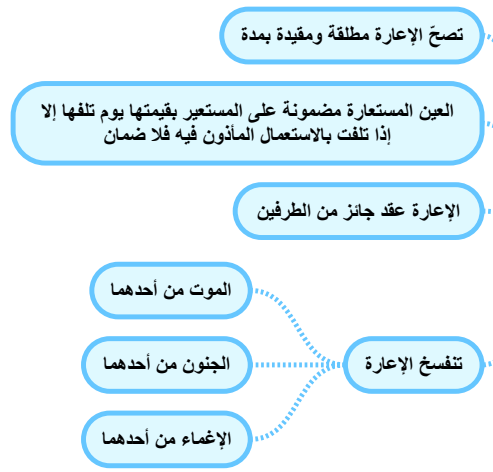 تصحّ الإعارة مطلقة ومقيدة بمدة
العين المستعارة مضمونة على المستعير بقيمتها يوم تلفها إلا
إذا تلفت بالاستعمال المأذون فيه فلا ضمان
الإعارة عقد جائز من الطرفين
تنفسخ الإعارة
الموت من أحدهما
الجنون من أحدهما
الإغماء من أحدهما